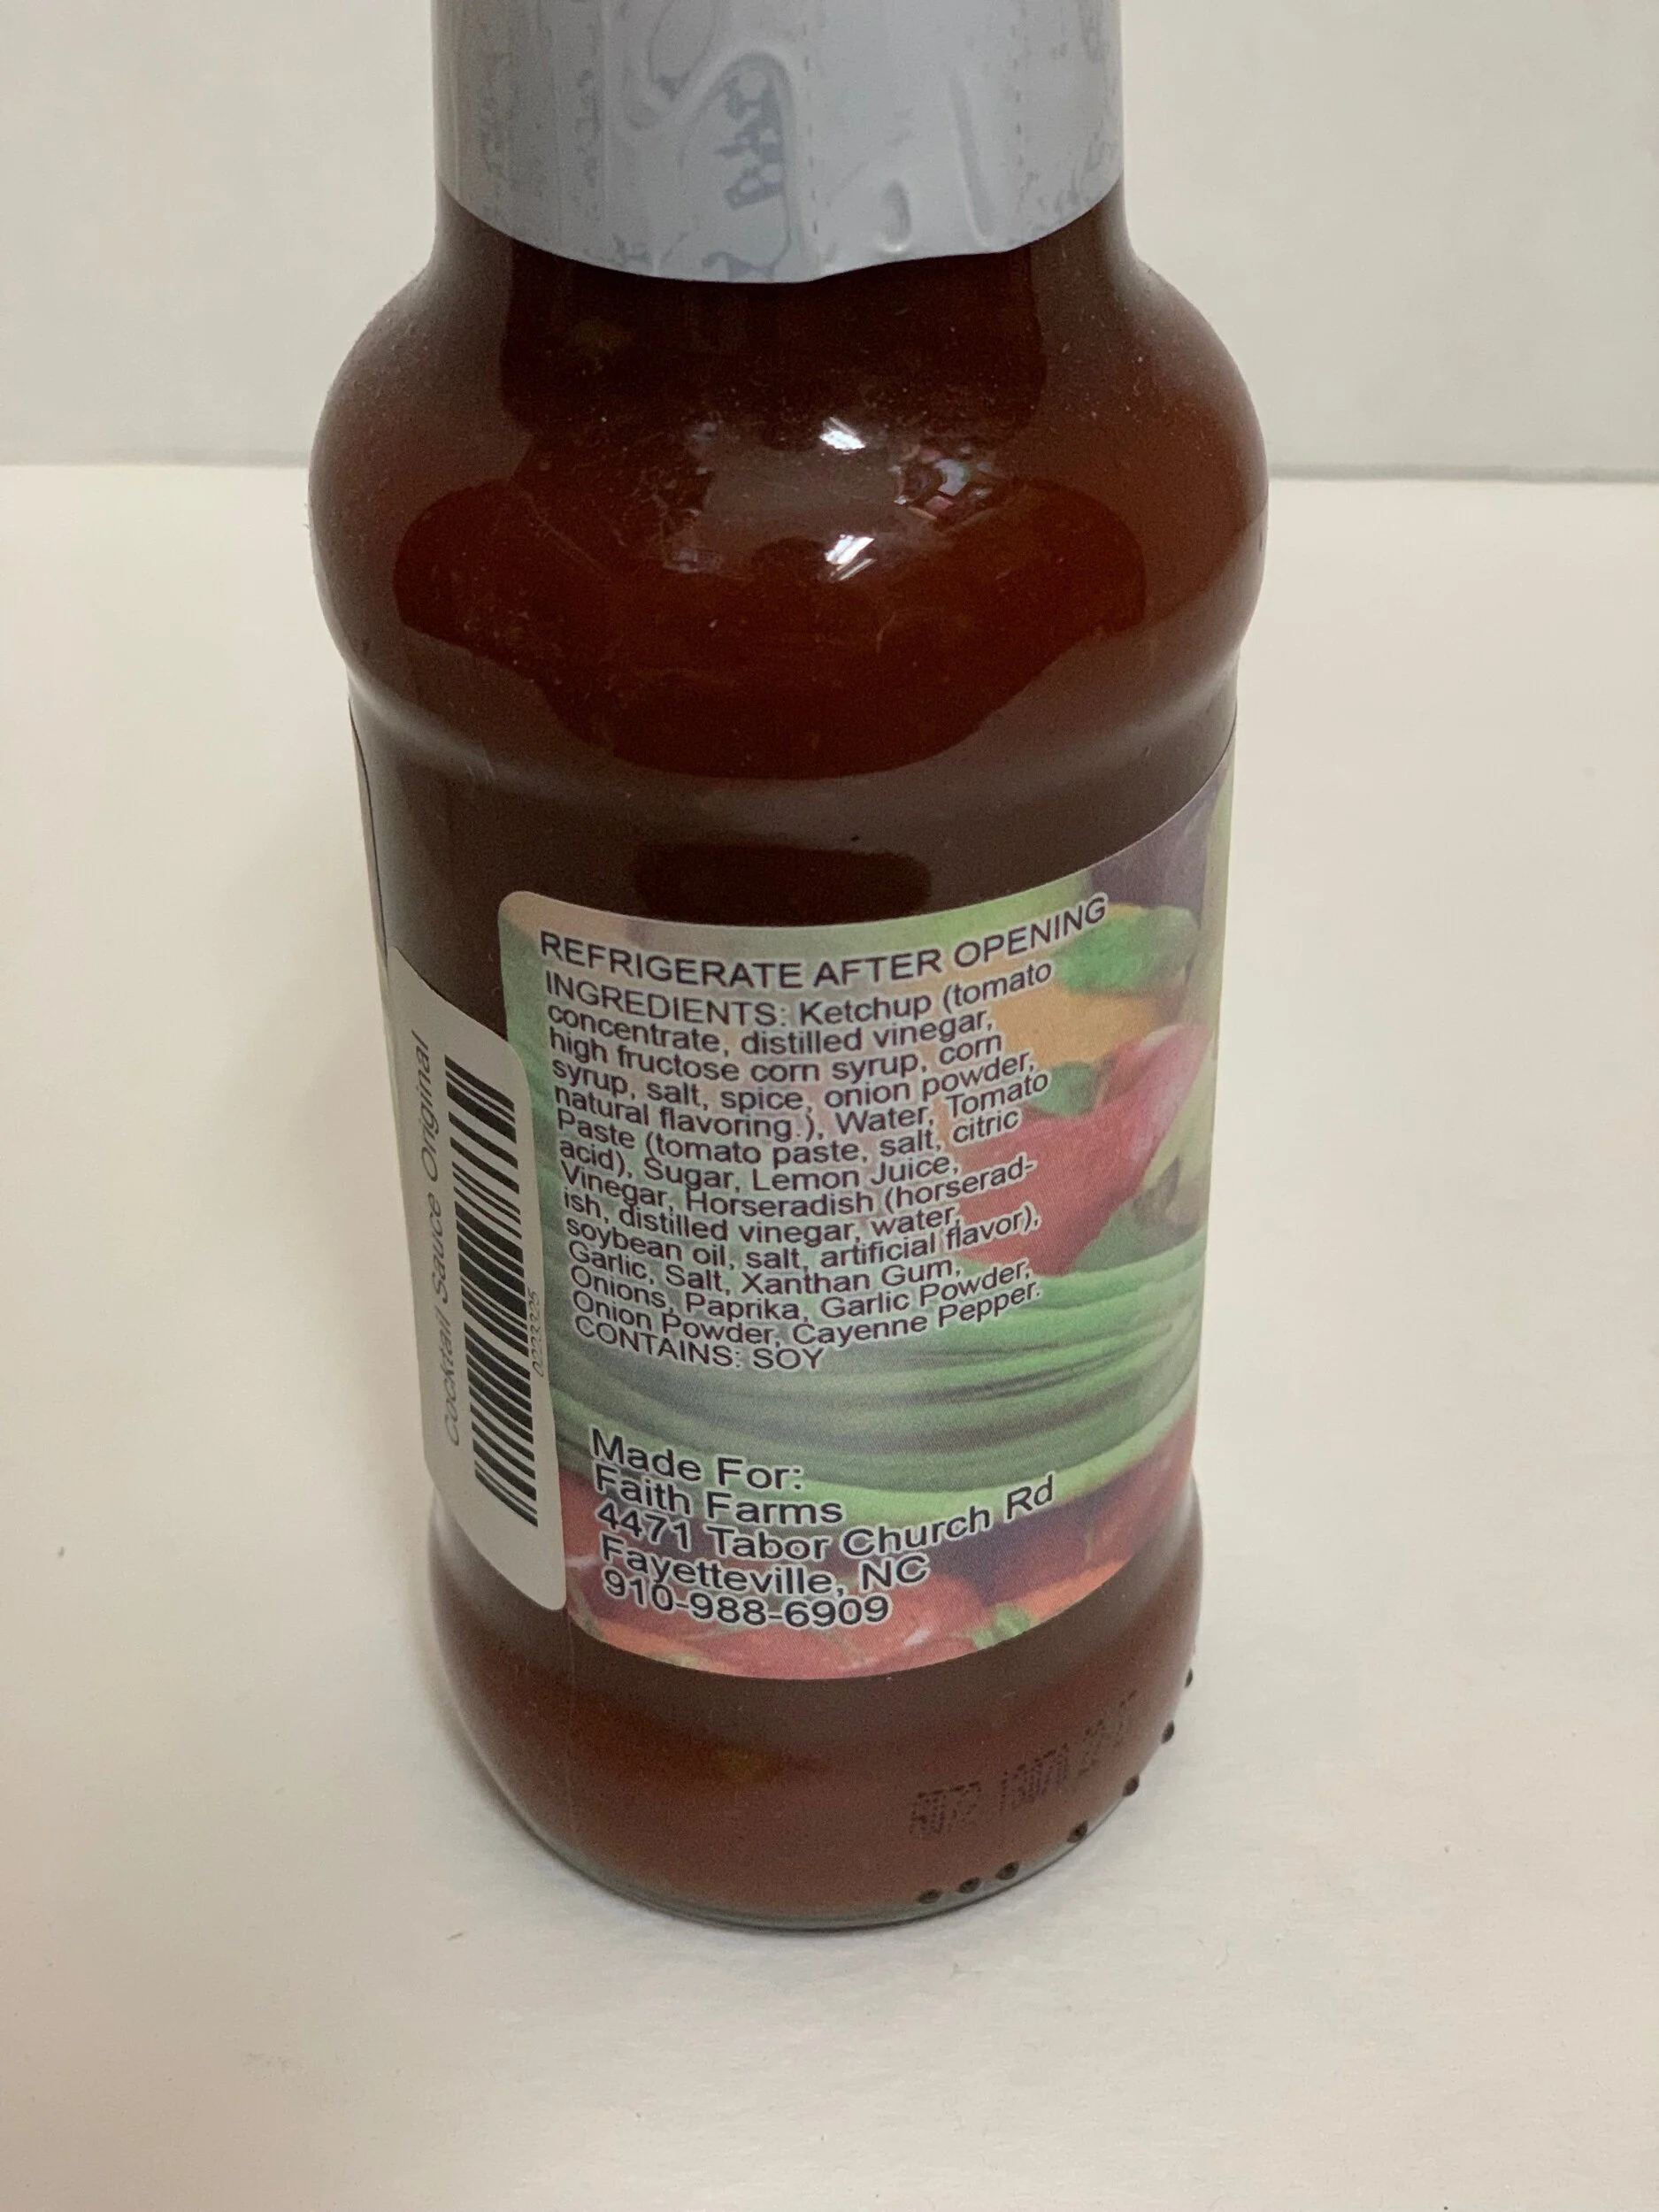 REFRIGERATE AFTER OPENING
INGREDIENTS: Ketchup (tomato
concentrate, distilled vinegar,
high fructose corn syrup, corn
syrup, salt, spice, onion powder,
natural flavoring.), Water, Tomato
Paste (tomato paste, salt, citric
acid), Sugar, Lemon Juice,
Vinegar, Horseradish (horserad-
ish, distilled vinegar, water,
soybean oil, salt, artificial flavor),
Garlic, Salt, Xanthan Gum,
Onions, Paprika, Garlic Powder,
Onion Powder, Cayenne Pepper.
CONTAINS: SOY
Made For:
Faith Farms
4471 Tabor Church Rd
Fayetteville, NC
910-988-6909
Cocktail Sauce Original